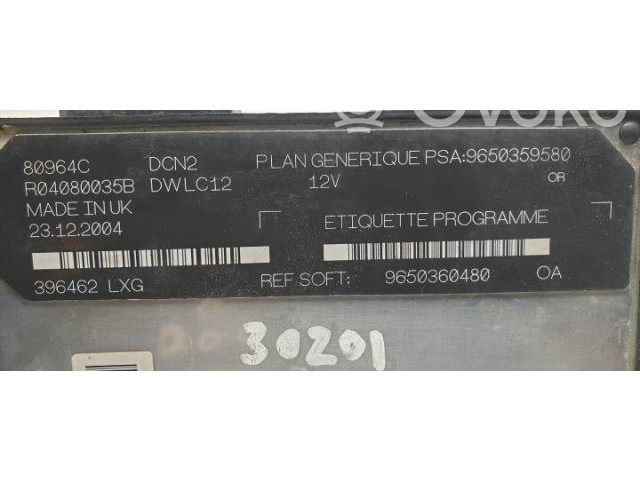 80964C DCN2 PLAN GENERIQUE PSA:9650359580
R04080035B DWLC12 12V OR
MADE IN UK
23.12.2004
ETIQUETTE PROGRAMME
396462 LXG REF SOFT: 9650360480 OA
30201